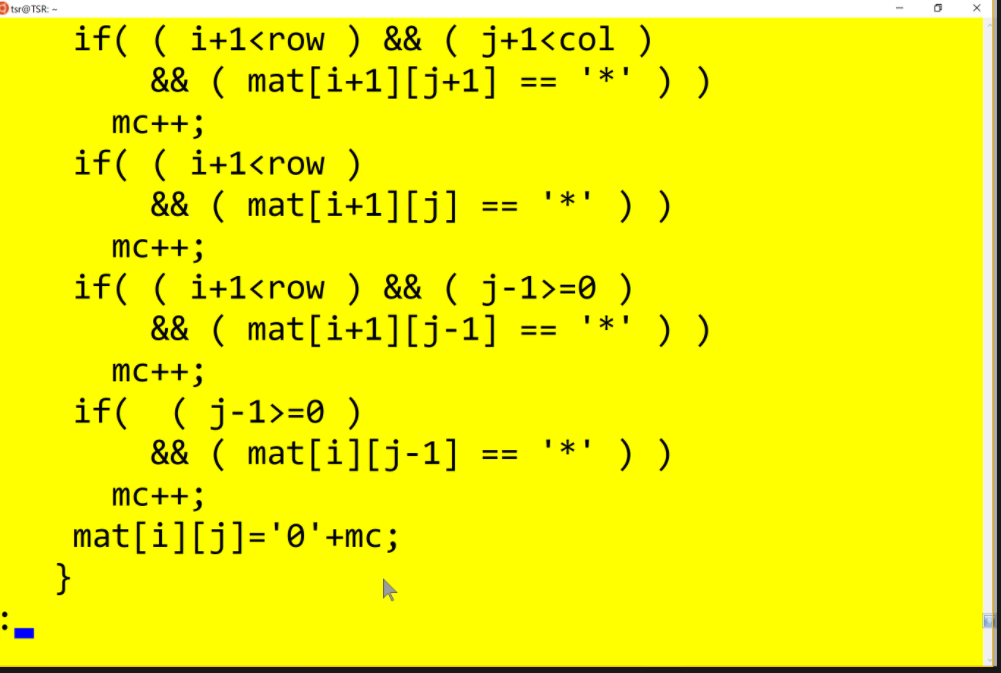 tsr@TSR: ~
if( ( i+1<row ) && ( j+1<col )
&& ( mat[i+1][j+1] == '*' ) )
mc++;
if( ( i+1<row )
&& ( mat[i+1][j] == '*' ) )
mc++;
if( ( i+1<row ) && ( j-1>=0 )
&& ( mat[i+1][j-1] == '*' ) )
mc++;
if(  ( j-1>=0 )
&& ( mat[i][j-1] == '*' ) )
mc++;
mat[i][j]='0'+mc;
}
: